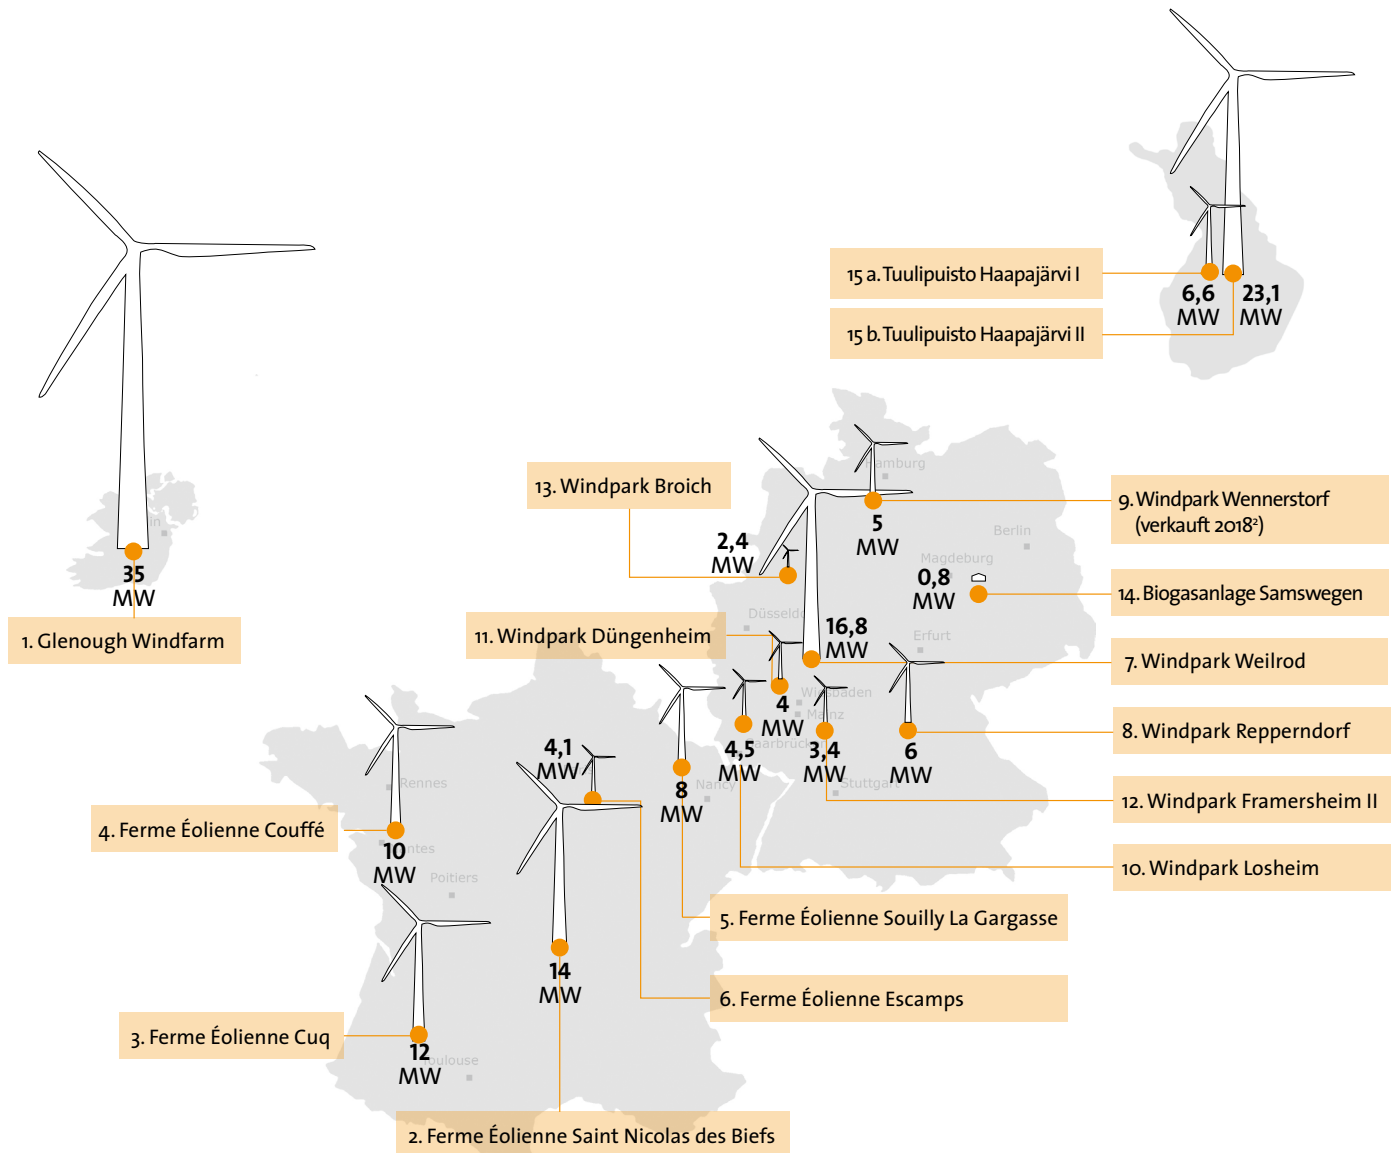 15 a. Tuulipuisto Haapajärvi I
6,6
MW
23,1
MW
15 b. Tuulipuisto Haapajärvi II
35
MW
1. Glenough Windfarm
13. Windpark Broich
2,4
MW
Hamburg
5
MW
9. Windpark Wennerstorf
(verkauft 2018²)
Berlin
Magdeburg
0,8
MW
14. Biogasanlage Samswegen
11. Windpark Düngenheim
16,8
MW
Erfurt
7. Windpark Weilrod
4
MW
Wiesbaden
Mainz
4,5
MW
3,4
MW
Stuttgart
6
MW
8. Windpark Repperndorf
12. Windpark Framersheim II
10. Windpark Losheim
4,1
MW
Nancy
8
MW
Rennes
4. Ferme Éolienne Couffé
10
MW
Poitiers
5. Ferme Éolienne Souilly La Gargasse
14
MW
6. Ferme Éolienne Escamps
3. Ferme Éolienne Cuq
12
MW
Toulouse
2. Ferme Éolienne Saint Nicolas des Biefs